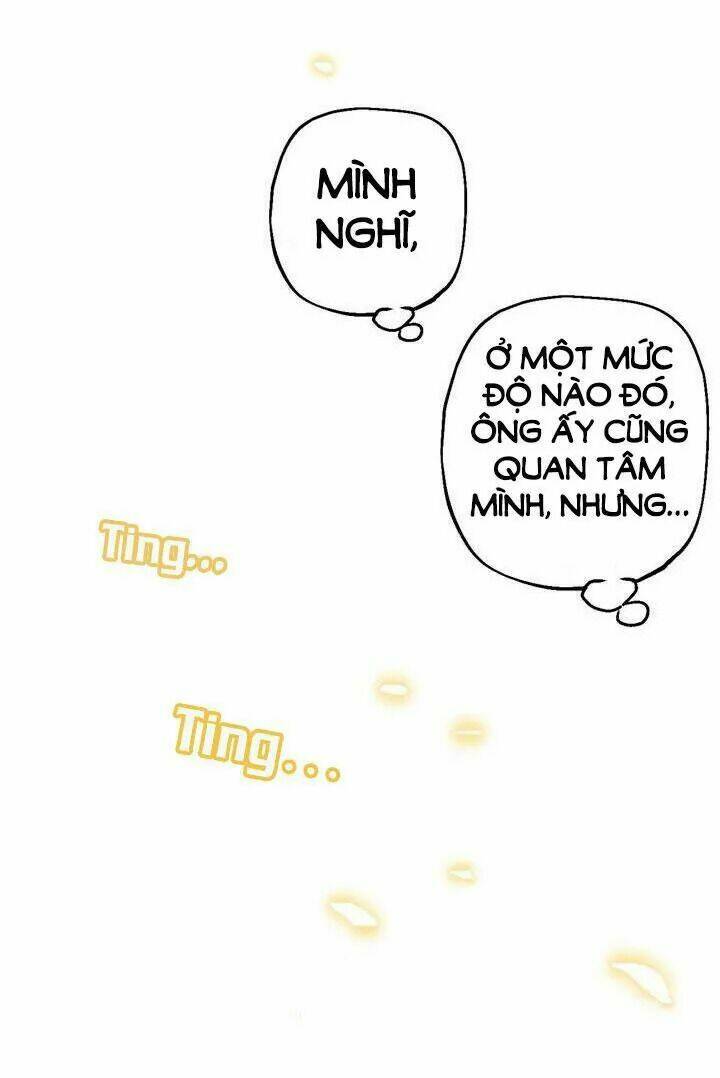 MÌNH
NGHĨ,
Ở MỘT MỨC
ĐỘ NÀO ĐÓ,
ÔNG ẤY CŨNG
QUAN TÂM
MÌNH, NHƯNG...
Ting...
Ting...